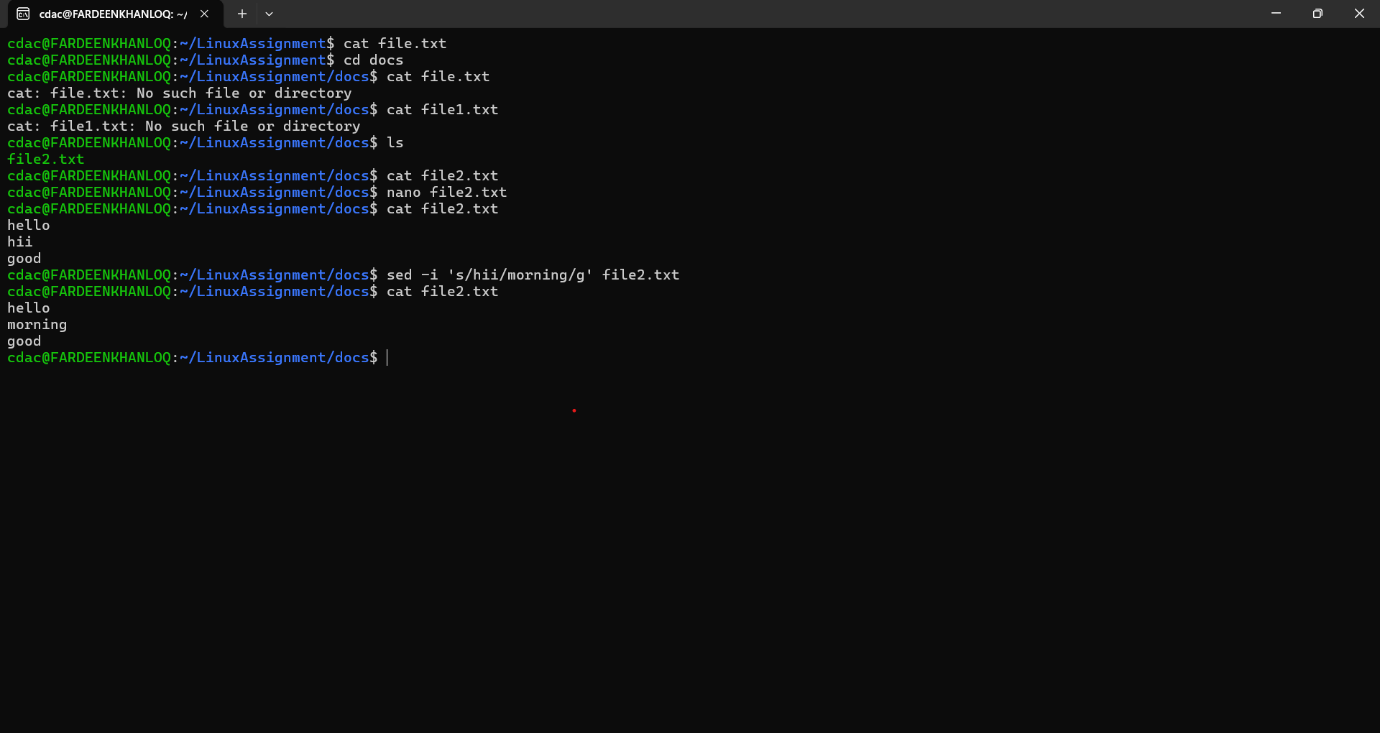 cdac@FARDEENKHANLOQ: ~/
cdac@FARDEENKHANLOQ:~/LinuxAssignment$ cat file.txt
cdac@FARDEENKHANLOQ:~/LinuxAssignment$ cd docs
cdac@FARDEENKHANLOQ:~/LinuxAssignment/docs$ cat file.txt
cat: file.txt: No such file or directory
cdac@FARDEENKHANLOQ:~/LinuxAssignment/docs$ cat file1.txt
cat: file1.txt: No such file or directory
cdac@FARDEENKHANLOQ:~/LinuxAssignment/docs$ ls
file2.txt
cdac@FARDEENKHANLOQ:~/LinuxAssignment/docs$ cat file2.txt
cdac@FARDEENKHANLOQ:~/LinuxAssignment/docs$ nano file2.txt
cdac@FARDEENKHANLOQ:~/LinuxAssignment/docs$ cat file2.txt
hello
hii
good
cdac@FARDEENKHANLOQ:~/LinuxAssignment/docs$ sed -i 's/hii/morning/g' file2.txt
cdac@FARDEENKHANLOQ:~/LinuxAssignment/docs$ cat file2.txt
hello
morning
good
cdac@FARDEENKHANLOQ:~/LinuxAssignment/docs$